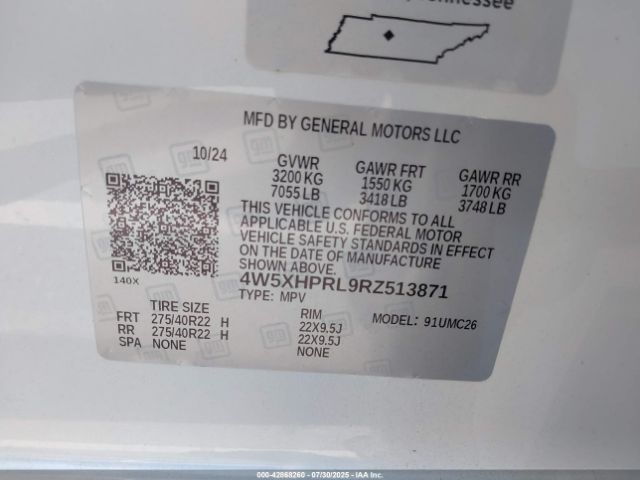 Tennessee
MFD BY GENERAL MOTORS LLC
10/24
GVWR GAWR FRT GAWR RR
3200 KG 1550 KG 1700 KG
7055 LB 3418 LB 3748 LB
THIS VEHICLE CONFORMS TO ALL
APPLICABLE U.S. FEDERAL MOTOR
VEHICLE SAFETY STANDARDS IN EFFECT
ON THE DATE OF MANUFACTURE
SHOWN ABOVE.
140X
4W5XHPRL9RZ513871
TYPE: MPV
TIRE SIZE RIM MODEL: 91UMC26
FRT 275/40R22 H 22X9.5J
RR 275/40R22 H 22X9.5J
SPA NONE NONE
00-42868260 - 07/30/2025 - IAA Inc.